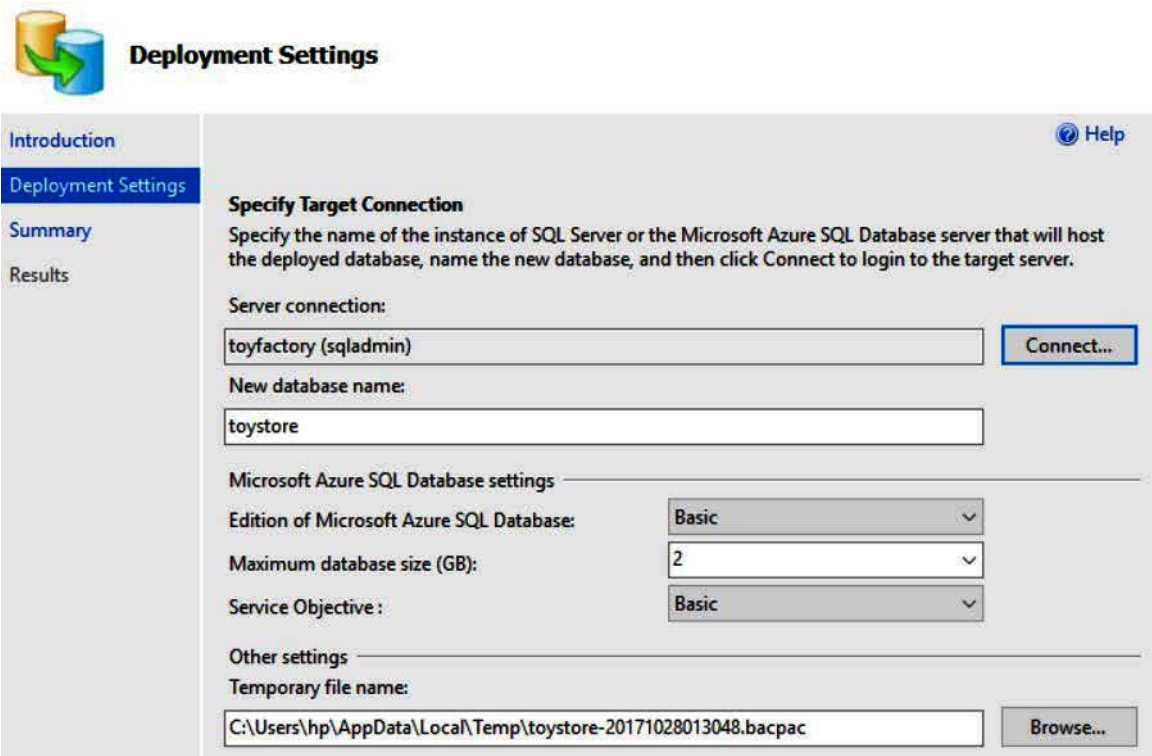 Deployment Settings
Introduction
Help
Deployment Settings
Summary
Results
Specify Target Connection
Specify the name of the instance of SQL Server or the Microsoft Azure SQL Database server that will host
the deployed database, name the new database, and then click Connect to login to the target server.
Server connection:
toyfactory (sqladmin)
Connect...
New database name:
toystore
Microsoft Azure SQL Database settings
Edition of Microsoft Azure SQL Database:
Basic
Maximum database size (GB):
2
Service Objective :
Basic
Other settings
Temporary file name:
C:\Users\hp\AppData\Local\Temp\toystore-20171028013048.bacpac
Browse...